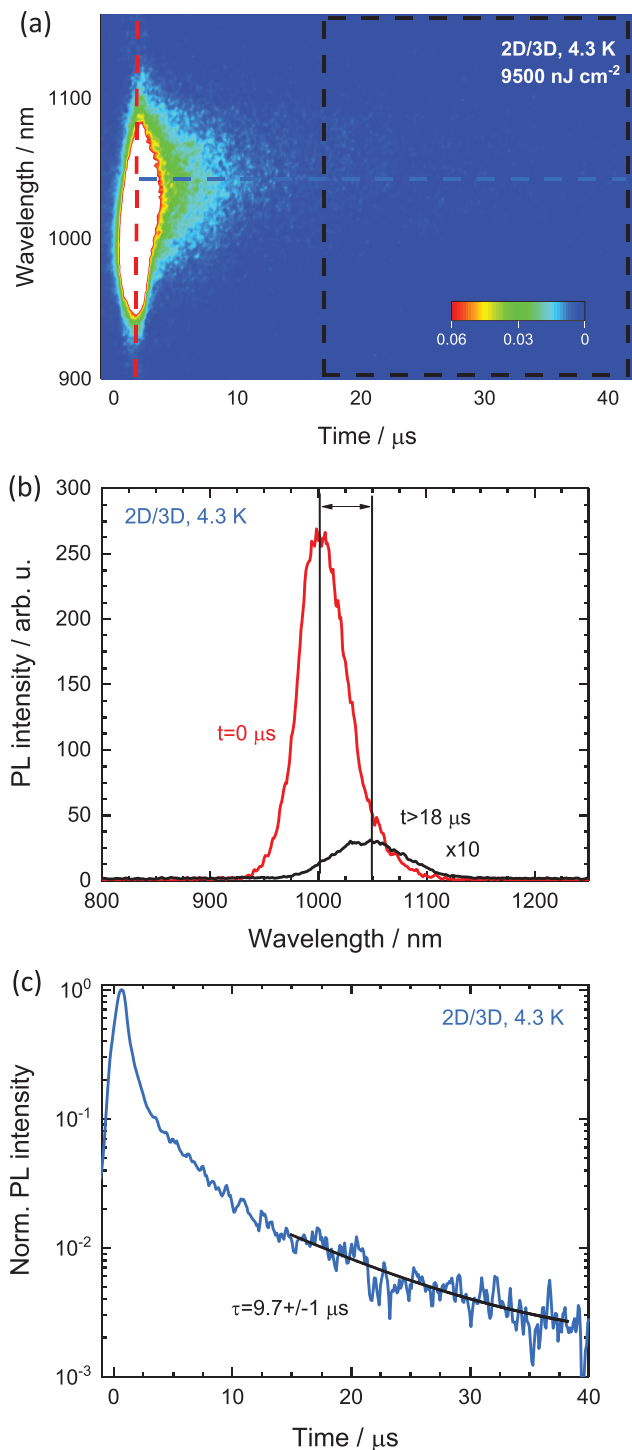 (a)
2D/3D, 4.3 K
9500 nJ cm⁻²
1100
1000
900
Wavelength / nm
0.06 0.03 0
0 10 20 30 40
Time / μs
(b)
300
250
200
150
100
50
0
PL intensity / arb. u.
2D/3D, 4.3 K
t=0 μs
t>18 μs
x10
800 900 1000 1100 1200
Wavelength / nm
(c)
10⁰
10⁻¹
10⁻²
10⁻³
Norm. PL intensity
2D/3D, 4.3 K
τ=9.7+/-1 μs
0 10 20 30 40
Time / μs